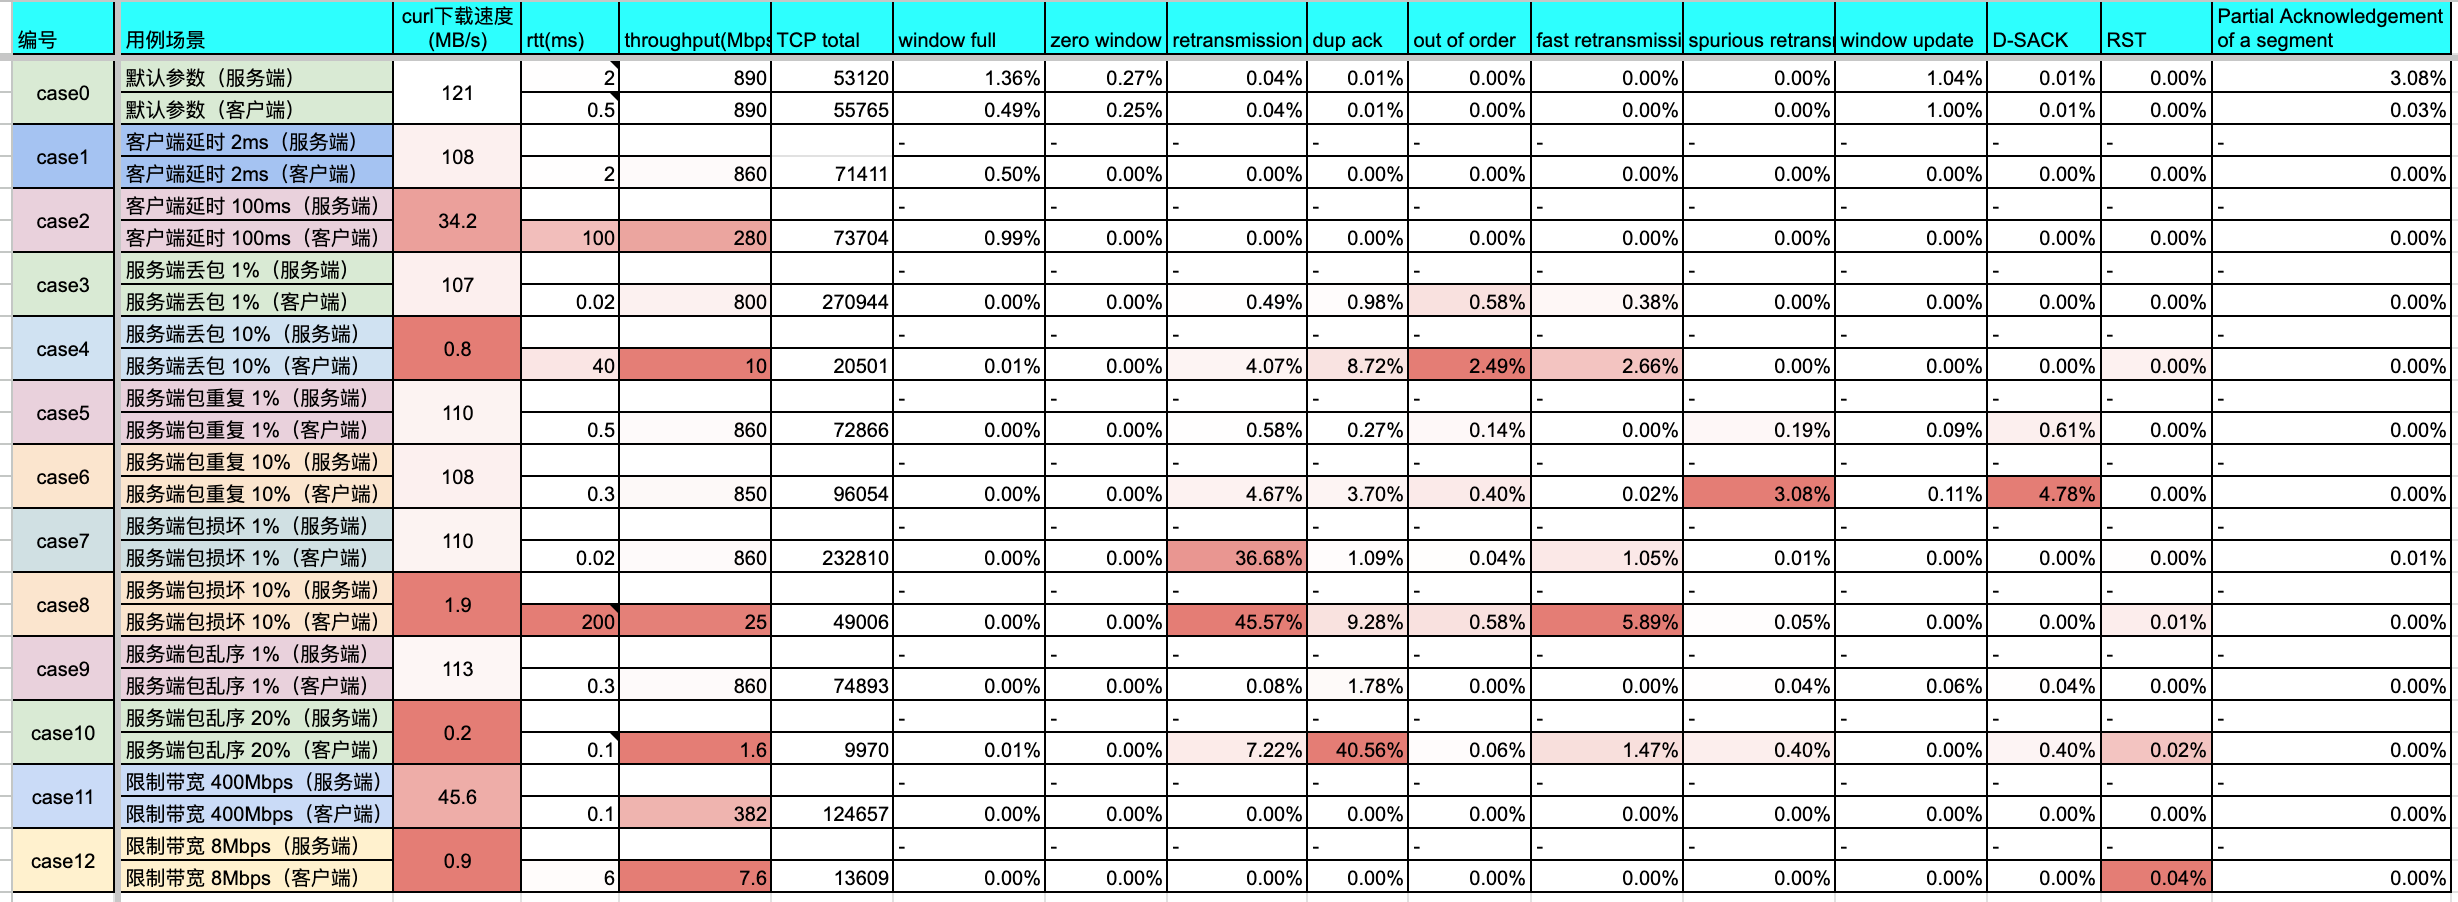 编号 用例场景 curl下载速度(MB/s) rtt(ms) throughput(Mbps TCP total window full zero window retransmission dup ack out of order fast retransmissi spurious retrans window update D-SACK RST Partial Acknowledgement of a segment
case0 默认参数（服务端） 121 2 890 53120 1.36% 0.27% 0.04% 0.01% 0.00% 0.00% 0.00% 1.04% 0.01% 0.00% 3.08%
默认参数（客户端） 0.5 890 55765 0.49% 0.25% 0.04% 0.01% 0.00% 0.00% 0.00% 1.00% 0.01% 0.00% 0.03%
case1 客户端延时 2ms（服务端） 108 - - - - - - - - - - -
客户端延时 2ms（客户端） 2 860 71411 0.50% 0.00% 0.00% 0.00% 0.00% 0.00% 0.00% 0.00% 0.00% 0.00% 0.00%
case2 客户端延时 100ms（服务端） 34.2 - - - - - - - - - - -
客户端延时 100ms（客户端） 100 280 73704 0.99% 0.00% 0.00% 0.00% 0.00% 0.00% 0.00% 0.00% 0.00% 0.00% 0.00%
case3 服务端丢包 1%（服务端） 107 - - - - - - - - - - -
服务端丢包 1%（客户端） 0.02 800 270944 0.00% 0.00% 0.49% 0.98% 0.58% 0.38% 0.00% 0.00% 0.00% 0.00% 0.00%
case4 服务端丢包 10%（服务端） 0.8 - - - - - - - - - - -
服务端丢包 10%（客户端） 40 10 20501 0.01% 0.00% 4.07% 8.72% 2.49% 2.66% 0.00% 0.00% 0.00% 0.00% 0.00%
case5 服务端包重复 1%（服务端） 110 - - - - - - - - - - -
服务端包重复 1%（客户端） 0.5 860 72866 0.00% 0.00% 0.58% 0.27% 0.14% 0.00% 0.19% 0.09% 0.61% 0.00% 0.00%
case6 服务端包重复 10%（服务端） 108 - - - - - - - - - - -
服务端包重复 10%（客户端） 0.3 850 96054 0.00% 0.00% 4.67% 3.70% 0.40% 0.02% 3.08% 0.11% 4.78% 0.00% 0.00%
case7 服务端包损坏 1%（服务端） 110 - - - - - - - - - - -
服务端包损坏 1%（客户端） 0.02 860 232810 0.00% 0.00% 36.68% 1.09% 0.04% 1.05% 0.01% 0.00% 0.00% 0.00% 0.01%
case8 服务端包损坏 10%（服务端） 1.9 - - - - - - - - - - -
服务端包损坏 10%（客户端） 200 25 49006 0.00% 0.00% 45.57% 9.28% 0.58% 5.89% 0.05% 0.00% 0.00% 0.01% 0.00%
case9 服务端包乱序 1%（服务端） 113 - - - - - - - - - - -
服务端包乱序 1%（客户端） 0.3 860 74893 0.00% 0.00% 0.08% 1.78% 0.00% 0.00% 0.04% 0.06% 0.04% 0.00% 0.00%
case10 服务端包乱序 20%（服务端） 0.2 - - - - - - - - - - -
服务端包乱序 20%（客户端） 0.1 1.6 9970 0.01% 0.00% 7.22% 40.56% 0.06% 1.47% 0.40% 0.00% 0.40% 0.02% 0.00%
case11 限制带宽 400Mbps（服务端） 45.6 - - - - - - - - - - -
限制带宽 400Mbps（客户端） 0.1 382 124657 0.00% 0.00% 0.00% 0.00% 0.00% 0.00% 0.00% 0.00% 0.00% 0.00% 0.00%
case12 限制带宽 8Mbps（服务端） 0.9 - - - - - - - - - - -
限制带宽 8Mbps（客户端） 6 7.6 13609 0.00% 0.00% 0.00% 0.00% 0.00% 0.00% 0.00% 0.00% 0.00% 0.04% 0.00%